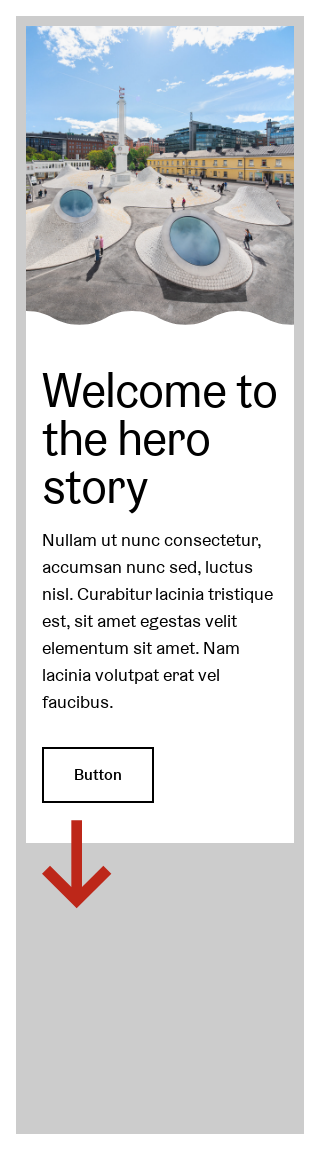 Welcome to
the hero
story
Nullam ut nunc consectetur,
accumsan nunc sed, luctus
nisl. Curabitur lacinia tristique
est, sit amet egestas velit
elementum sit amet. Nam
lacinia volutpat erat vel
faucibus.
Button